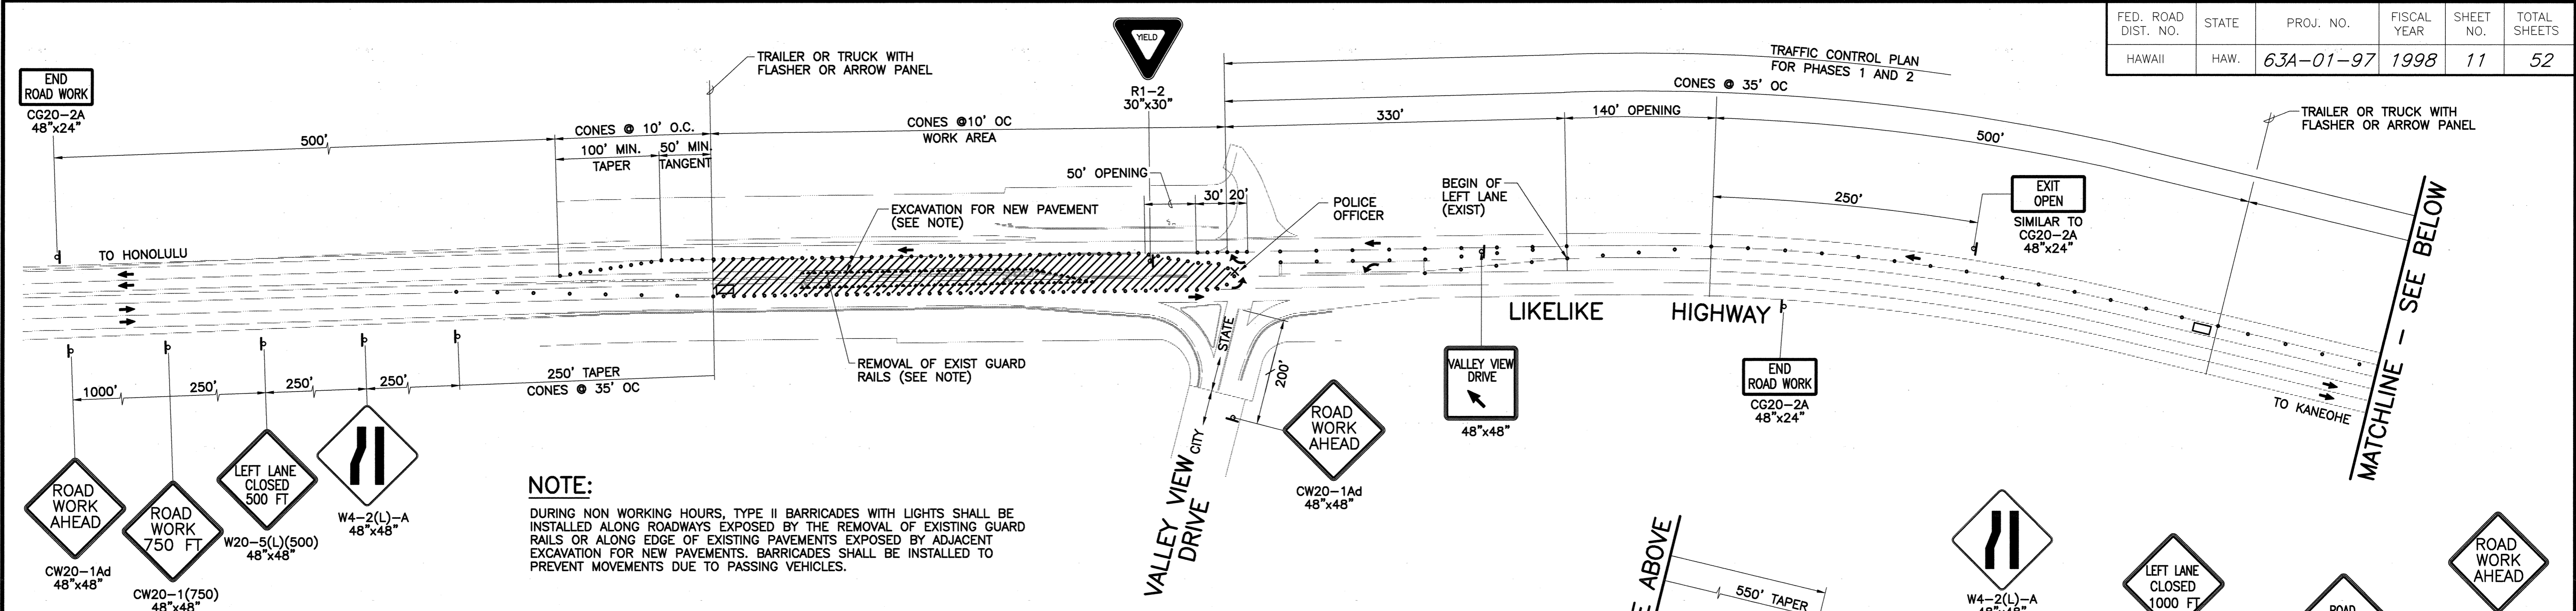 FED. ROAD DIST. NO.
STATE
PROJ. NO.
FISCAL YEAR
SHEET NO.
TOTAL SHEETS
HAWAII
HAW.
63A-01-97
1998
11
52
END
ROAD WORK
CG20-2A
48"x24"
TRAILER OR TRUCK WITH
FLASHER OR ARROW PANEL
YIELD
R1-2
30"x30"
TRAFFIC CONTROL PLAN
FOR PHASES 1 AND 2
CONES @ 35' OC
TRAILER OR TRUCK WITH
FLASHER OR ARROW PANEL
500'
CONES @ 10' O.C.
100' MIN.
TAPER
50' MIN.
TANGENT
CONES @10' OC
WORK AREA
330'
140' OPENING
500'
50' OPENING
30'
20'
EXCAVATION FOR NEW PAVEMENT
(SEE NOTE)
POLICE
OFFICER
BEGIN OF
LEFT LANE
(EXIST)
250'
EXIT
OPEN
SIMILAR TO
CG20-2A
48"x24"
TO HONOLULU
LIKELIKE HIGHWAY
MATCHLINE - SEE BELOW
TO KANEOHE
REMOVAL OF EXIST GUARD
RAILS (SEE NOTE)
STATE
CITY
200'
VALLEY VIEW
DRIVE
48"x48"
END
ROAD WORK
CG20-2A
48"x24"
1000'
250'
250'
250'
250' TAPER
CONES @ 35' OC
ROAD
WORK
AHEAD
CW20-1Ad
48"x48"
ROAD
WORK
750 FT
CW20-1(750)
48"x48"
LEFT LANE
CLOSED
500 FT
W20-5(L)(500)
48"x48"
W4-2(L)-A
48"x48"
NOTE:
DURING NON WORKING HOURS, TYPE II BARRICADES WITH LIGHTS SHALL BE
INSTALLED ALONG ROADWAYS EXPOSED BY THE REMOVAL OF EXISTING GUARD
RAILS OR ALONG EDGE OF EXISTING PAVEMENTS EXPOSED BY ADJACENT
EXCAVATION FOR NEW PAVEMENTS. BARRICADES SHALL BE INSTALLED TO
PREVENT MOVEMENTS DUE TO PASSING VEHICLES.
VALLEY VIEW
DRIVE
ROAD
WORK
AHEAD
CW20-1Ad
48"x48"
ABOVE
550' TAPER
W4-2(L)-A
48"x48"
LEFT LANE
CLOSED
1000 FT
ROAD
ROAD
WORK
AHEAD